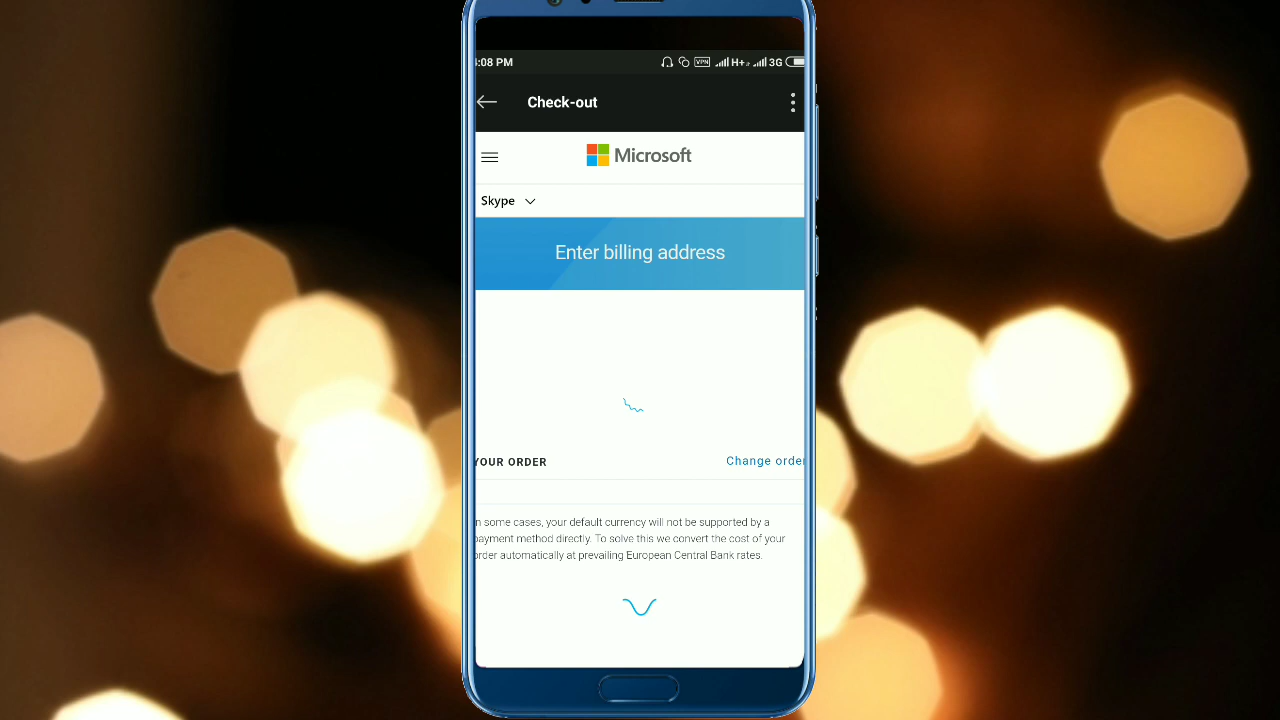 :08 PM VPN H+ 3G
Check-out
Microsoft
Skype
Enter billing address
YOUR ORDER Change order
n some cases, your default currency will not be supported by a
payment method directly. To solve this we convert the cost of your
order automatically at prevailing European Central Bank rates.